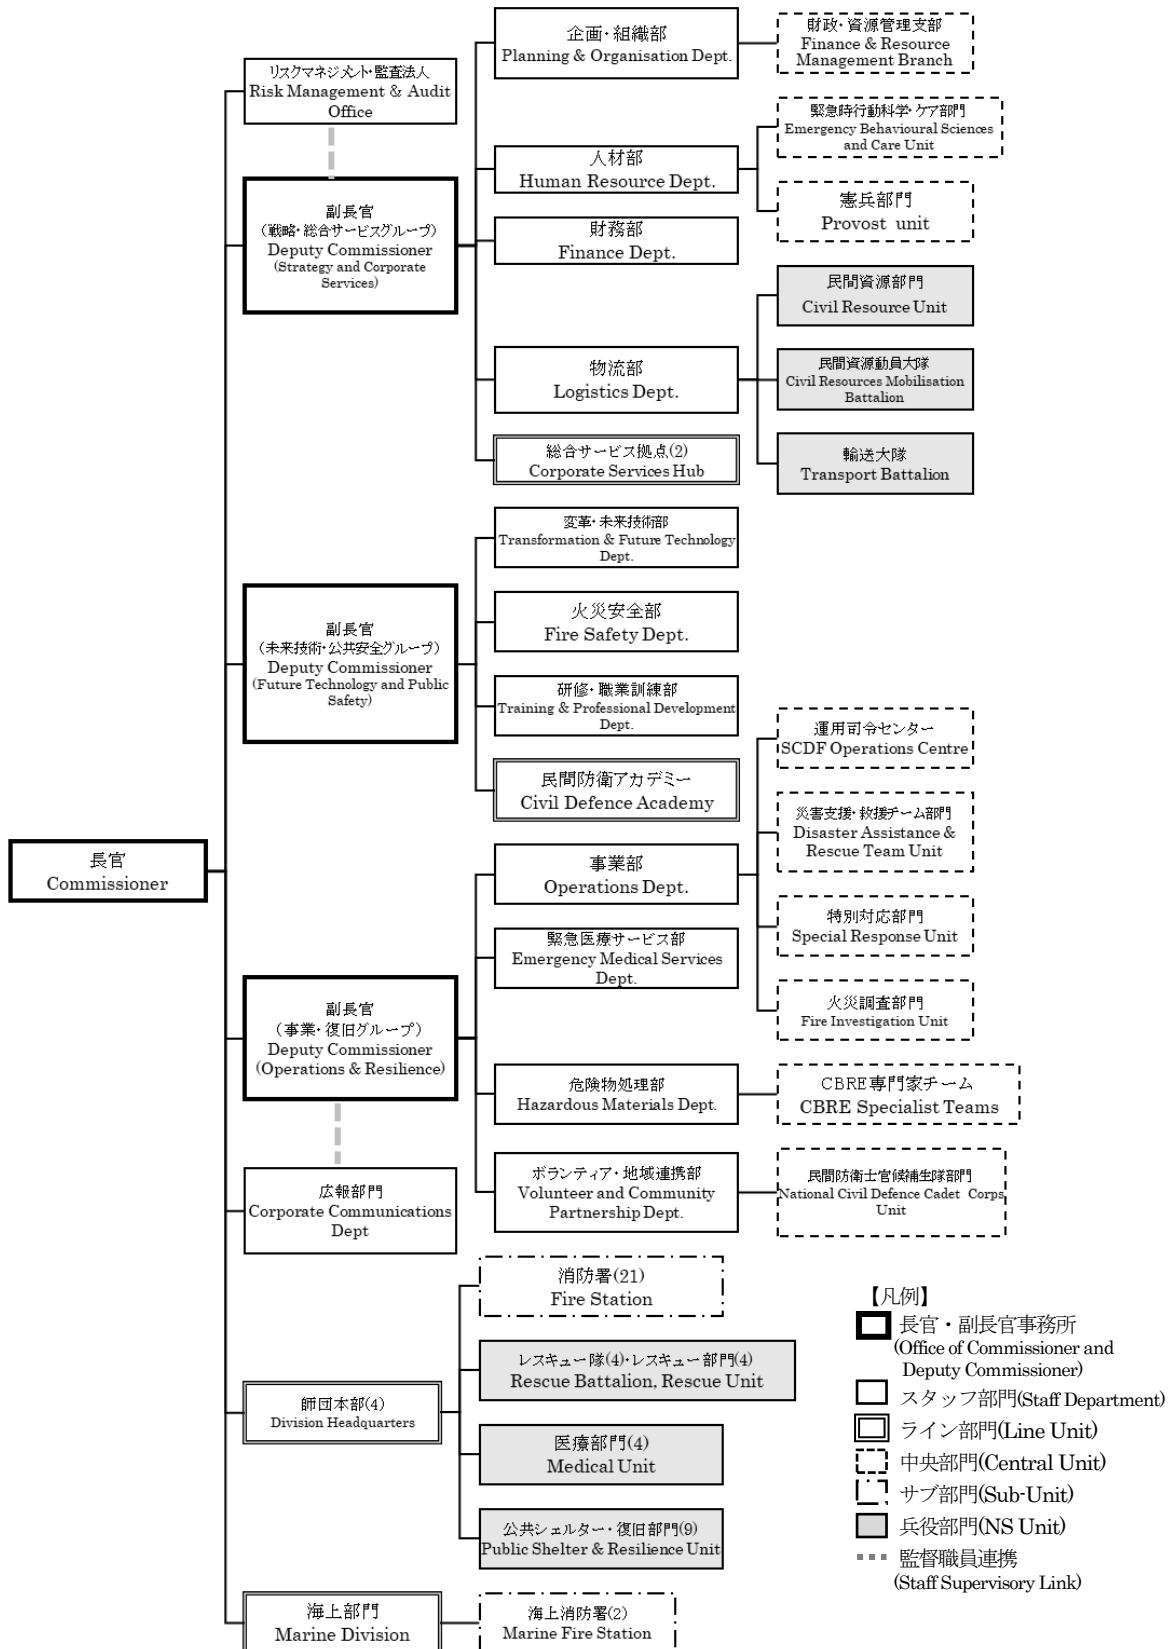 企画・組織部
Planning & Organisation Dept.
財政・資源管理支部
Finance & Resource
Management Branch
リスクマネジメント・監査法人
Risk Management & Audit
Office
緊急時行動科学・ケア部門
Emergency Behavioural Sciences
and Care Unit
人材部
Human Resource Dept.
憲兵部門
Provost unit
副長官
(戦略・総合サービスグループ)
Deputy Commissioner
(Strategy and Corporate
Services)
財務部
Finance Dept.
民間資源部門
Civil Resource Unit
物流部
Logistics Dept.
民間資源動員大隊
Civil Resources Mobilisation
Battalion
総合サービス拠点(2)
Corporate Services Hub
輸送大隊
Transport Battalion
変革・未来技術部
Transformation & Future Technology
Dept.
副長官
(未来技術・公共安全グループ)
Deputy Commissioner
(Future Technology and Public
Safety)
火災安全部
Fire Safety Dept.
研修・職業訓練部
Training & Professional Development
Dept.
民間防衛アカデミー
Civil Defence Academy
運用司令センター
SCDF Operations Centre
災害支援・救援チーム部門
Disaster Assistance &
Rescue Team Unit
長官
Commissioner
事業部
Operations Dept.
特別対応部門
Special Response Unit
緊急医療サービス部
Emergency Medical Services
Dept.
火災調査部門
Fire Investigation Unit
副長官
(事業・復旧グループ)
Deputy Commissioner
(Operations & Resilience)
危険物処理部
Hazardous Materials Dept.
CBRE専門家チーム
CBRE Specialist Teams
ボランティア・地域連携部
Volunteer and Community
Partnership Dept.
民間防衛士官候補生隊部門
National Civil Defence Cadet Corps
Unit
広報部門
Corporate Communications
Dept
消防署(21)
Fire Station
師団本部(4)
Division Headquarters
レスキュー隊(4)・レスキュー部門(4)
Rescue Battalion, Rescue Unit
医療部門(4)
Medical Unit
公共シェルター・復旧部門(9)
Public Shelter & Resilience Unit
海上部門
Marine Division
海上消防署(2)
Marine Fire Station
【凡例】
長官・副長官事務所
(Office of Commissioner and
Deputy Commissioner)
スタッフ部門(Staff Department)
ライン部門(Line Unit)
中央部門(Central Unit)
サブ部門(Sub-Unit)
兵役部門(NS Unit)
監督職員連携
(Staff Supervisory Link)